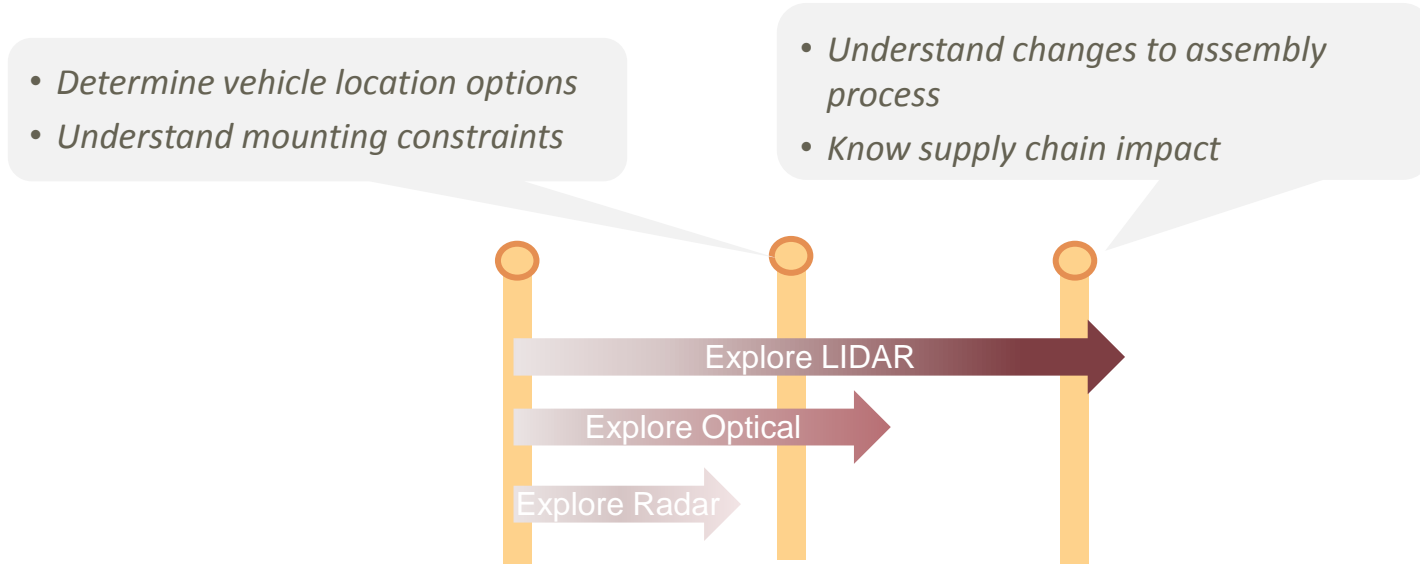 • Determine vehicle location options
• Understand mounting constraints
• Understand changes to assembly
process
• Know supply chain impact
Explore LIDAR
Explore Optical
Explore Radar